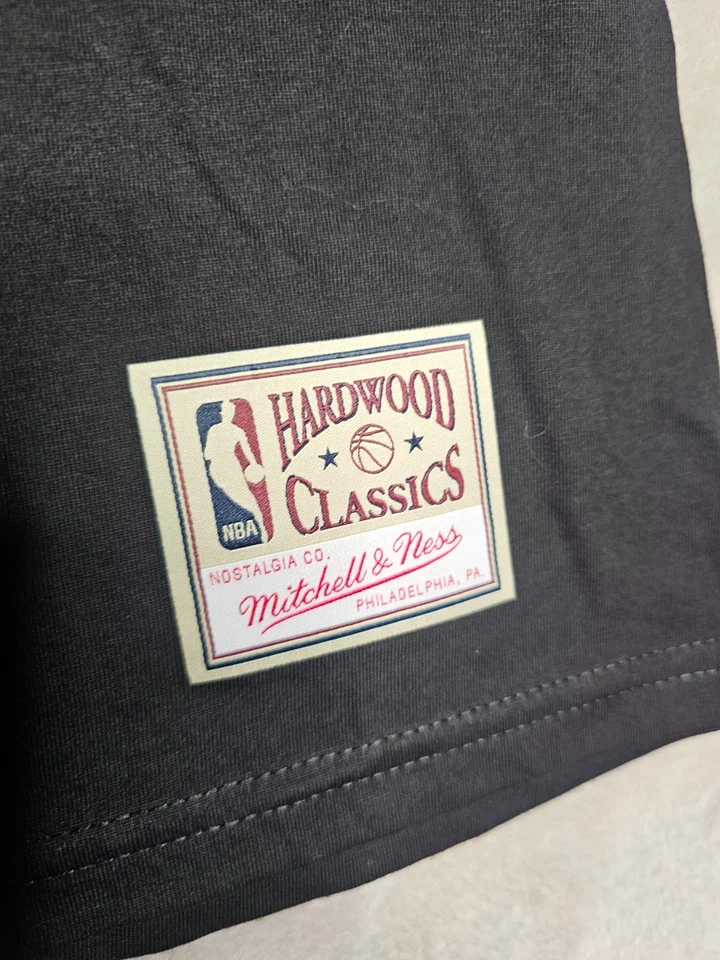 HARDWOOD
CLASSICS
NBA
NOSTALGIA CO.
Mitchell & Ness
PHILADELPHIA, PA.